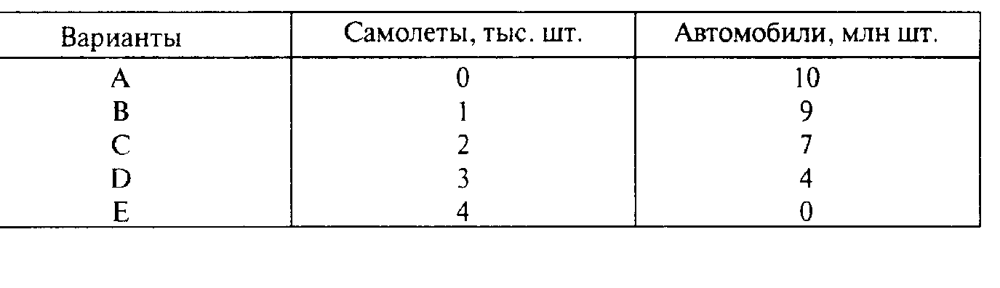 Варианты Самолеты, тыс. шт. Автомобили, млн шт.
A 0 10
B 1 9
C 2 7
D 3 4
E 4 0